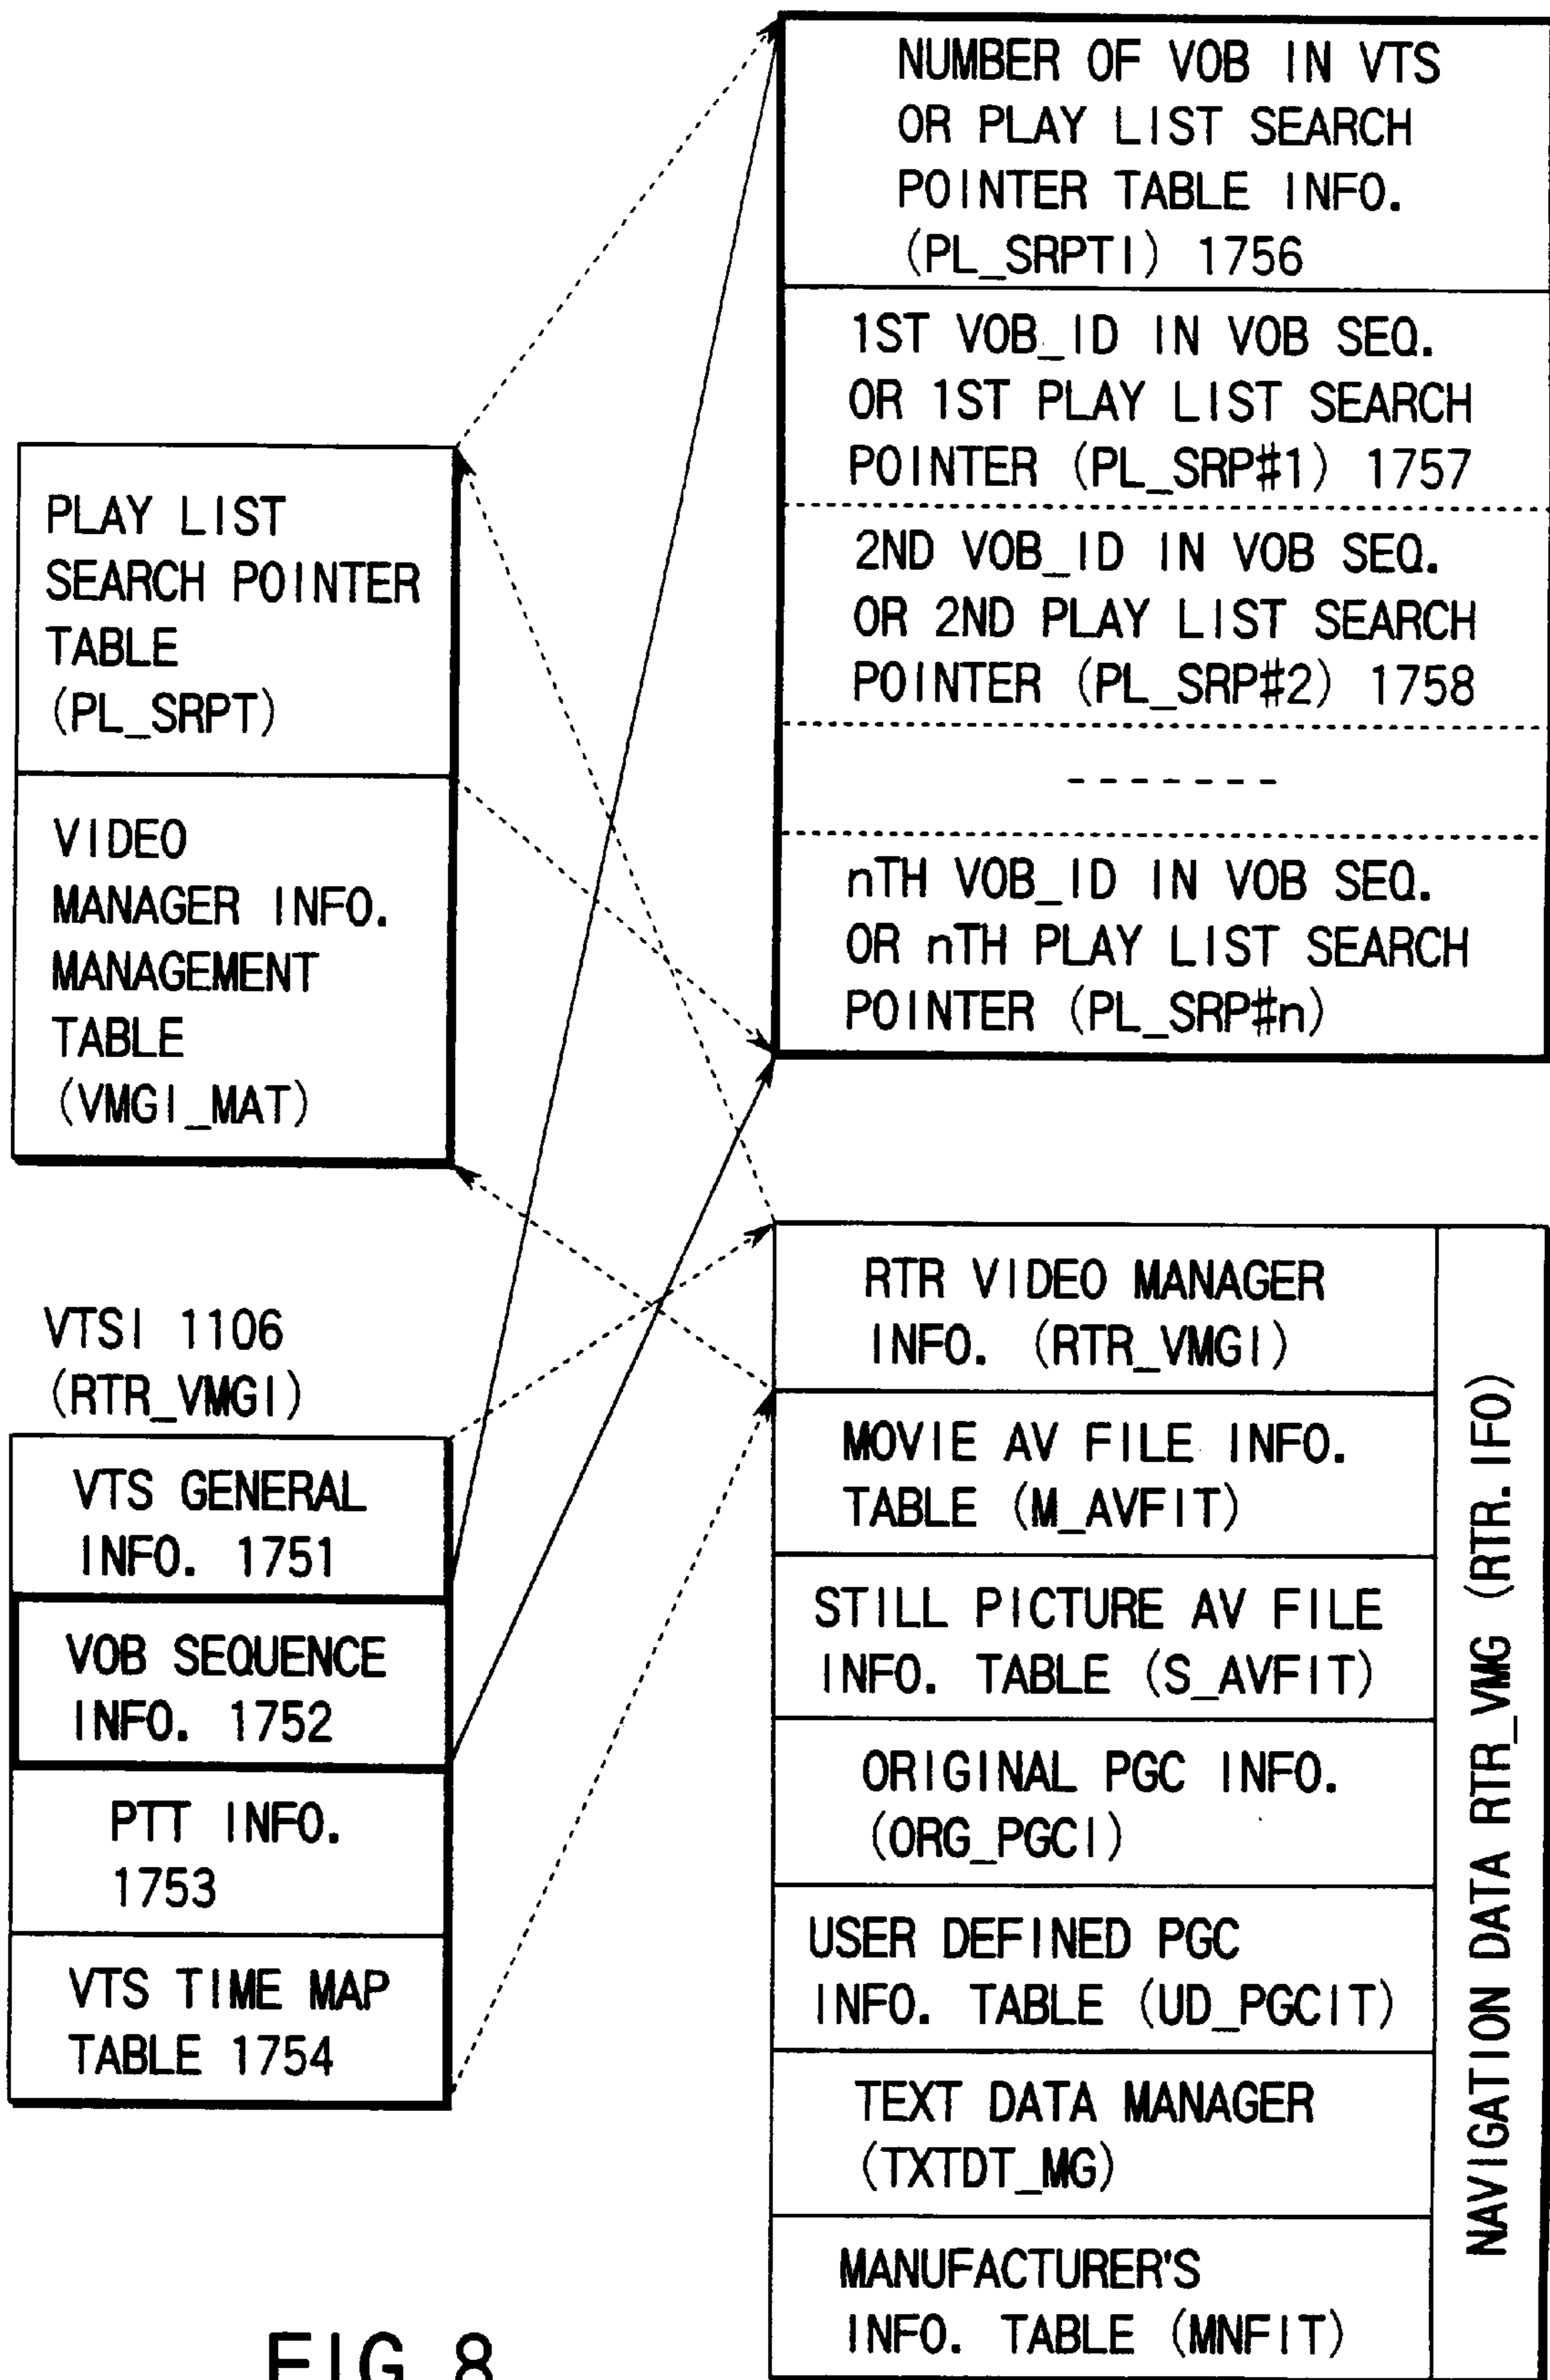 NUMBER OF VOB IN VTS
OR PLAY LIST SEARCH
POINTER TABLE INFO.
(PL_SRPTI) 1756
1ST VOB_ID IN VOB SEQ.
OR 1ST PLAY LIST SEARCH
POINTER (PL_SRP#1) 1757
2ND VOB_ID IN VOB SEQ.
OR 2ND PLAY LIST SEARCH
POINTER (PL_SRP#2) 1758
-------
nTH VOB_ID IN VOB SEQ.
OR nTH PLAY LIST SEARCH
POINTER (PL_SRP#n)
PLAY LIST
SEARCH POINTER
TABLE
(PL_SRPT)
VIDEO
MANAGER INFO.
MANAGEMENT
TABLE
(VMGI_MAT)
VTSI 1106
(RTR_VMGI)
VTS GENERAL
INFO. 1751
VOB SEQUENCE
INFO. 1752
PTT INFO.
1753
VTS TIME MAP
TABLE 1754
RTR VIDEO MANAGER
INFO. (RTR_VMGI)
MOVIE AV FILE INFO.
TABLE (M_AVFIT)
STILL PICTURE AV FILE
INFO. TABLE (S_AVFIT)
ORIGINAL PGC INFO.
(ORG_PGCI)
USER DEFINED PGC
INFO. TABLE (UD_PGCIT)
TEXT DATA MANAGER
(TXTDT_MG)
MANUFACTURER'S
INFO. TABLE (MNFIT)
NAVIGATION DATA RTR_VMG (RTR.IFO)
FIG. 8